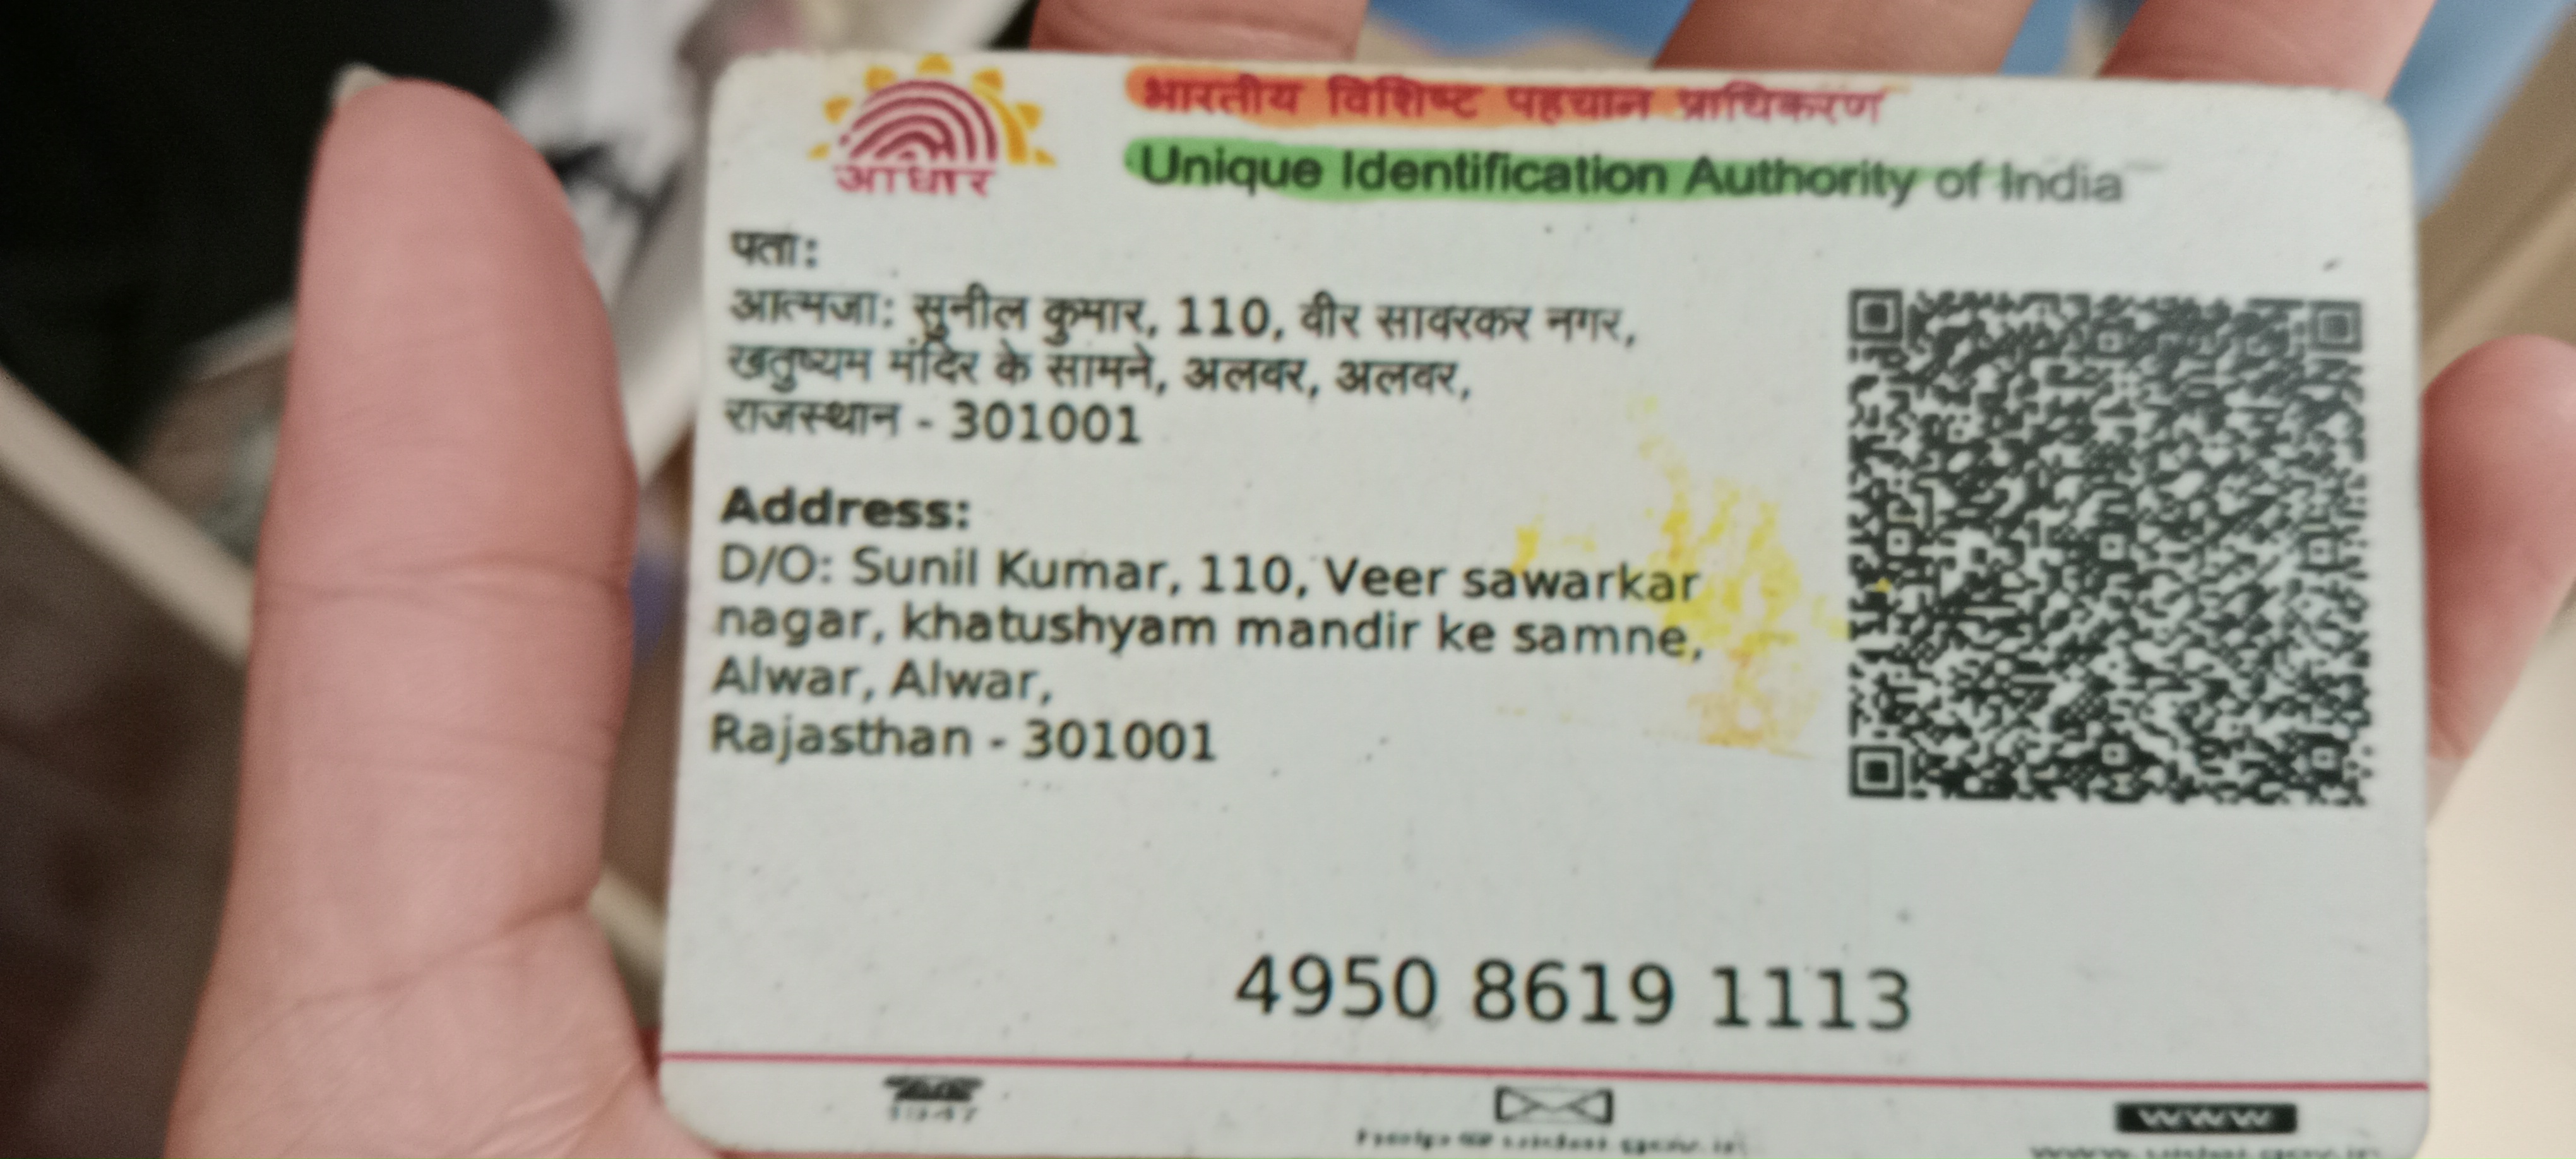 भारतीय विशिष्ट पहचान प्राधिकरण
आधार
Unique Identification Authority of India
पता:
आत्मजा: सुनील कुमार, 110, वीर सावरकर नगर,
खतुष्यम मंदिर के सामने, अलवर, अलवर,
राजस्थान - 301001
Address:
D/O: Sunil Kumar, 110, Veer sawarkar
nagar, khatushyam mandir ke samne,
Alwar, Alwar,
Rajasthan - 301001
4950 8619 1113
1947
WWW